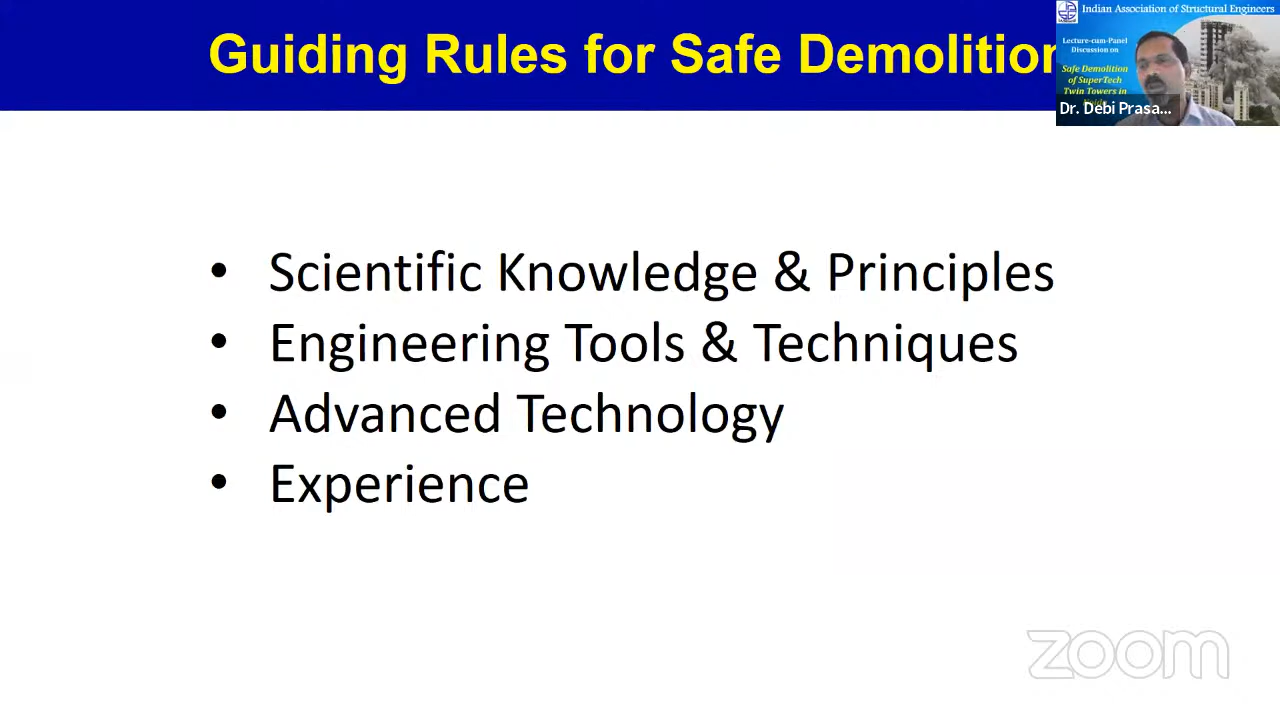 Guiding Rules for Safe Demolition
Indian Association of Structural Engineers
Lecture-cum-Panel
Discussion on
Safe Demolition
of SuperTech
Twin Towers in
Dr. Debi Prasa...
• Scientific Knowledge & Principles
• Engineering Tools & Techniques
• Advanced Technology
• Experience
zoom